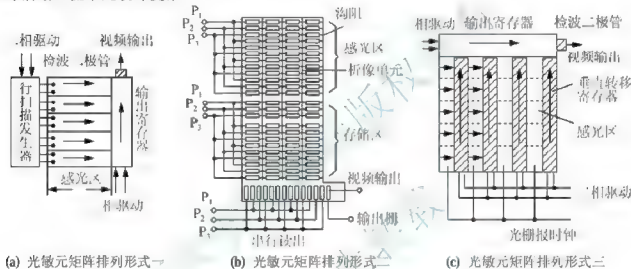 相驱动
视频输出
检波 二极管
行扫描发生器
输出寄存器
感光区
相驱动
(a) 光敏元矩阵排列形式一
P₁
P₂
P₃
沟阻
感光区
析像单元
P₁
P₂
P₃
存储区
视频输出
P₁
P₂
P₃
输出栅
串行读出
(b) 光敏元矩阵排列形式二
相驱动 输出寄存器 检波二极管
视频输出
垂直转移
寄存器
感光区
相驱动
光栅报时钟
(c) 光敏元矩阵排列形式三